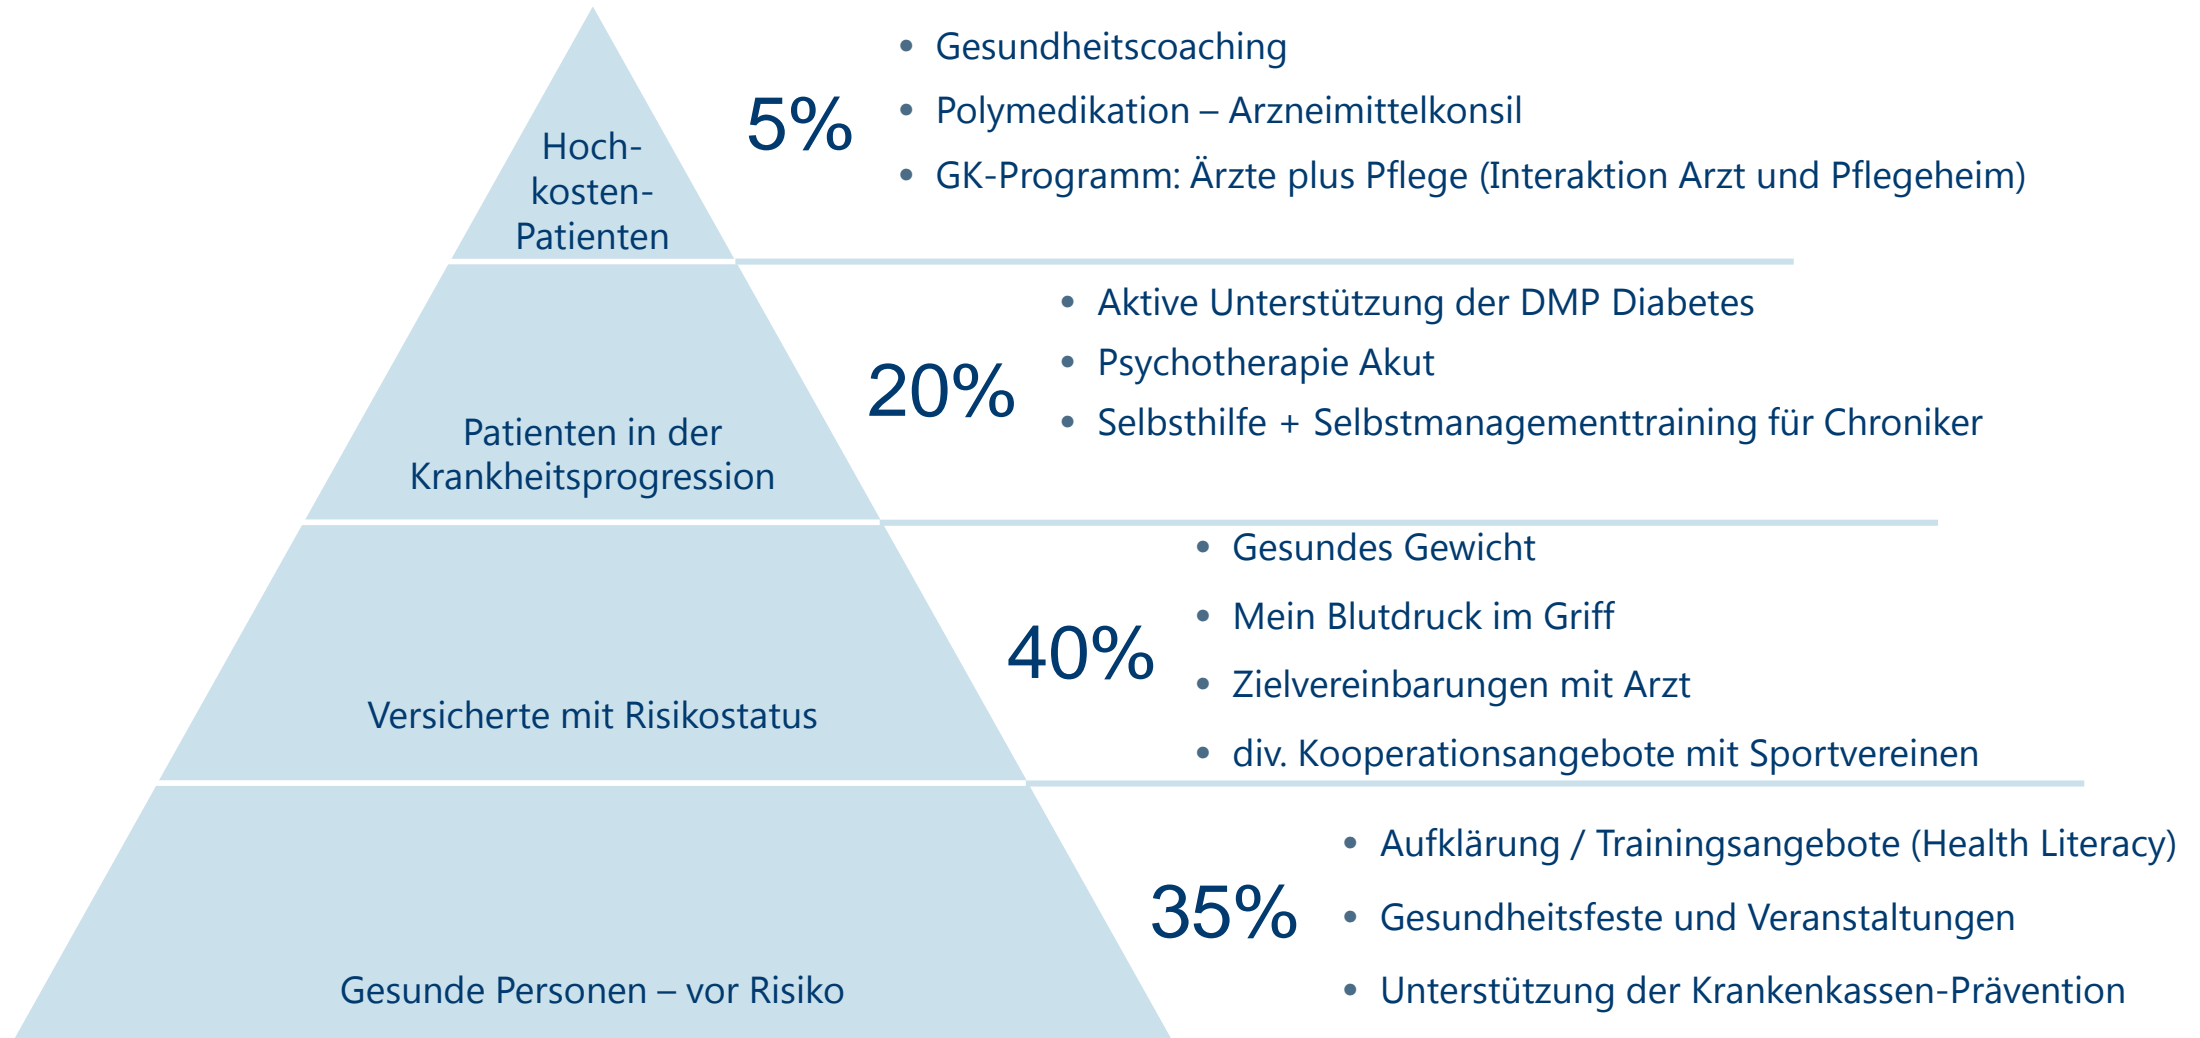 Hoch-
kosten-
Patienten
5%
• Gesundheitscoaching
• Polymedikation – Arzneimittelkonsil
• GK-Programm: Ärzte plus Pflege (Interaktion Arzt und Pflegeheim)
Patienten in der
Krankheitsprogression
20%
• Aktive Unterstützung der DMP Diabetes
• Psychotherapie Akut
• Selbsthilfe + Selbstmanagementtraining für Chroniker
Versicherte mit Risikostatus
40%
• Gesundes Gewicht
• Mein Blutdruck im Griff
• Zielvereinbarungen mit Arzt
• div. Kooperationsangebote mit Sportvereinen
Gesunde Personen – vor Risiko
35%
• Aufklärung / Trainingsangebote (Health Literacy)
• Gesundheitsfeste und Veranstaltungen
• Unterstützung der Krankenkassen-Prävention